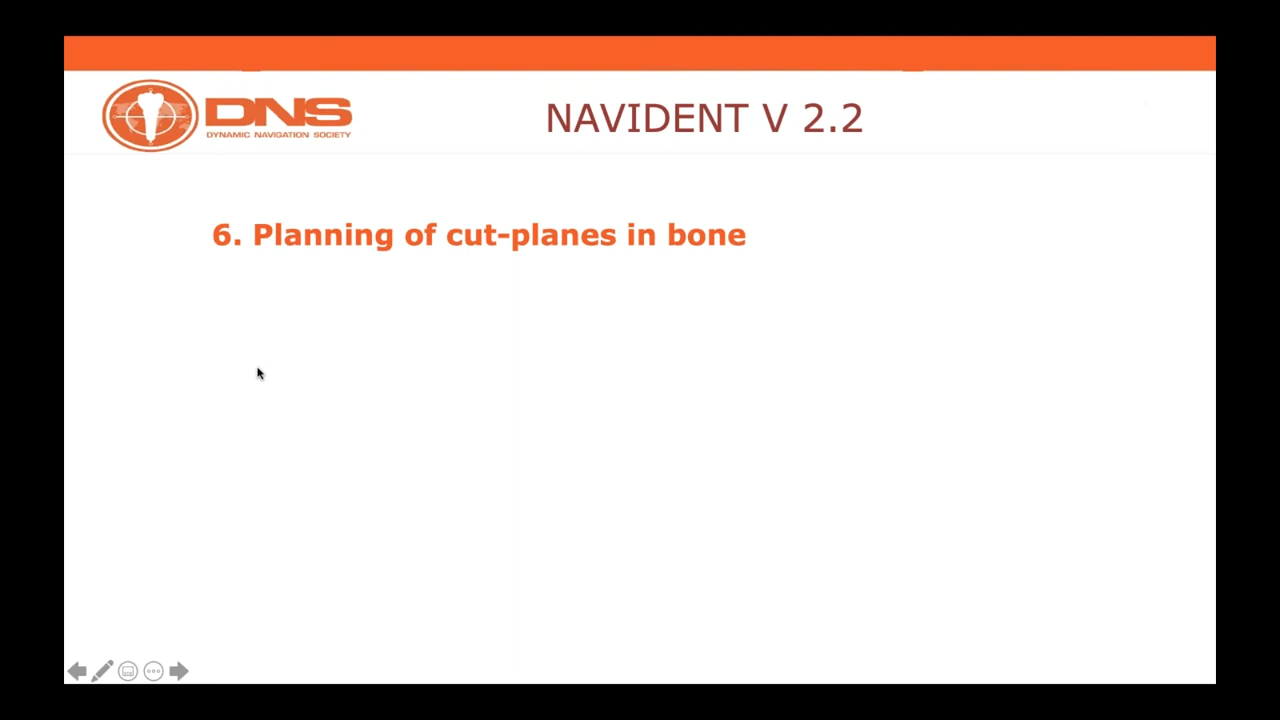 DNS
DYNAMIC NAVIGATION SOCIETY
NAVIDENT V 2.2
6. Planning of cut-planes in bone